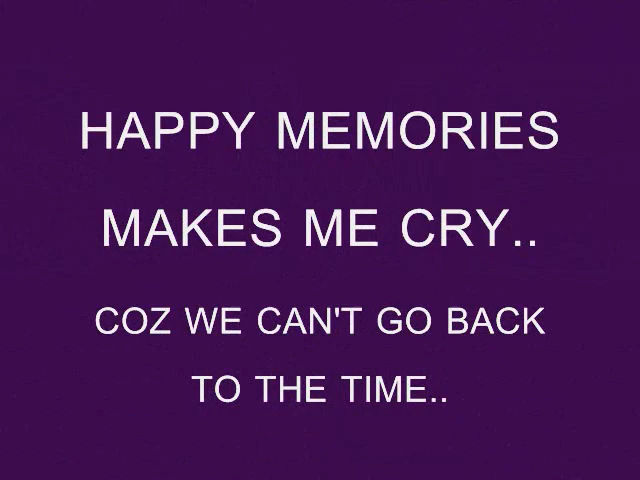 HAPPY MEMORIES
MAKES ME CRY..
COZ WE CAN'T GO BACK
TO THE TIME..